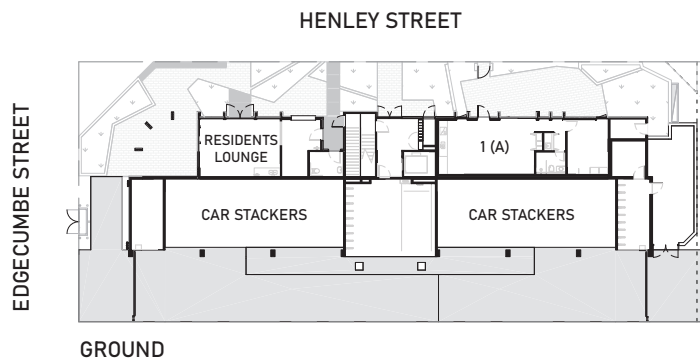 HENLEY STREET
EDGECUMBE STREET
RESIDENTS
LOUNGE
1 (A)
CAR STACKERS
CAR STACKERS
GROUND